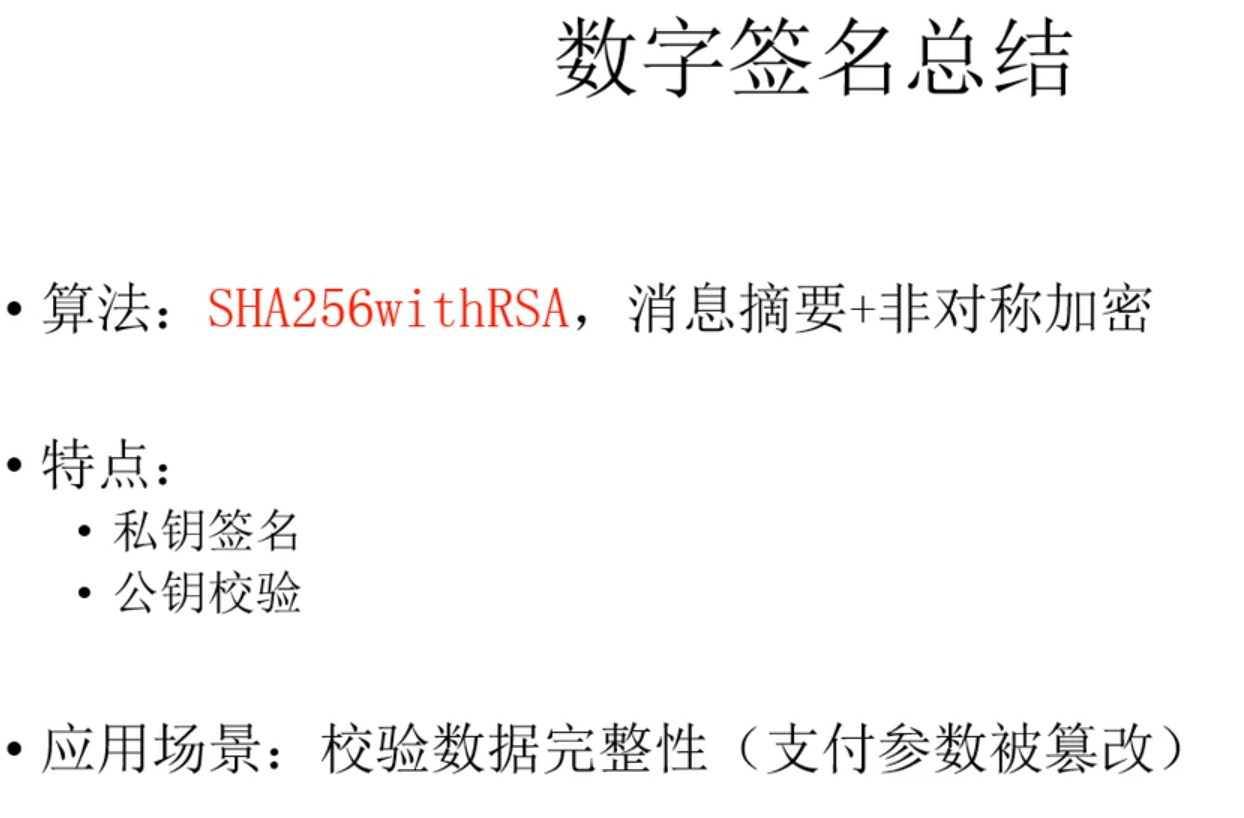 数字签名总结
• 算法：SHA256withRSA，消息摘要+非对称加密
• 特点：
• 私钥签名
• 公钥校验
• 应用场景：校验数据完整性（支付参数被篡改）